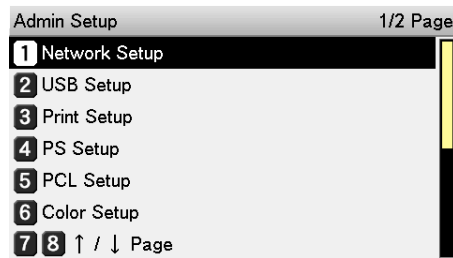 Admin Setup 1/2 Page
1 Network Setup
2 USB Setup
3 Print Setup
4 PS Setup
5 PCL Setup
6 Color Setup
7 8 ↑ / ↓ Page